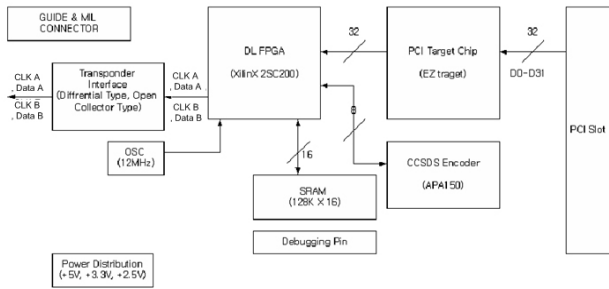 GUIDE & MIL
CONNECTOR
CLK A
, Data A
CLK B
, Data B
Transponder
Interface
(Diffrential Type, Open
Collector Type)
CLK A
, Data A
CLK B
, Data B
OSC
(12MHz)
DL FPGA
(XilinX 2SC200)
32
PCI Target Chip
(EZ traget)
32
D0-D31
PCI Slot
8
16
SRAM
(128K X 16)
CCSDS Encoder
(APA150)
Debugging Pin
Power Distribution
(+5V, +3.3V, +2.5V)